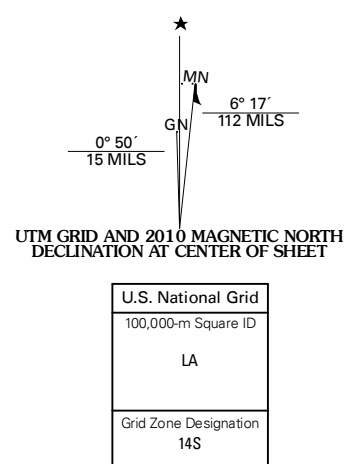 ★
MN
6° 17´
112 MILS
GN
0° 50´
15 MILS
UTM GRID AND 2010 MAGNETIC NORTH
DECLINATION AT CENTER OF SHEET
U.S. National Grid
100,000-m Square ID
LA
Grid Zone Designation
14S